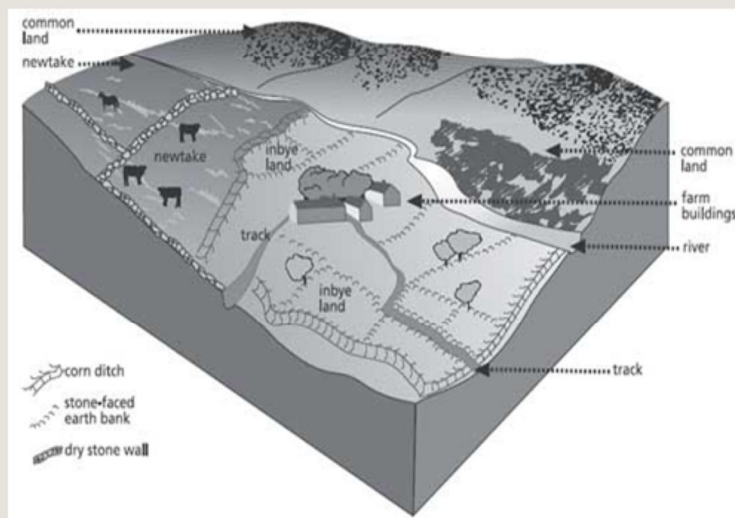 common
land
newtake
newtake
inbye
land
common
land
farm
buildings
track
river
inbye
land
track
corn ditch
stone-faced
earth bank
dry stone wall